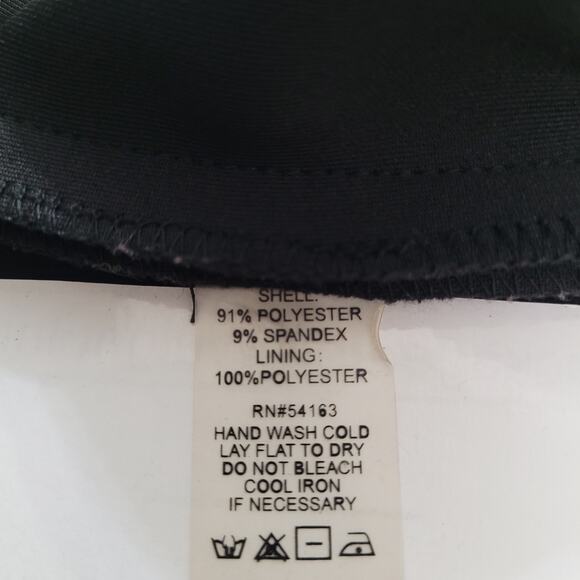 SHELL:
91% POLYESTER
9% SPANDEX
LINING:
100%POLYESTER
RN#54163
HAND WASH COLD
LAY FLAT TO DRY
DO NOT BLEACH
COOL IRON
IF NECESSARY